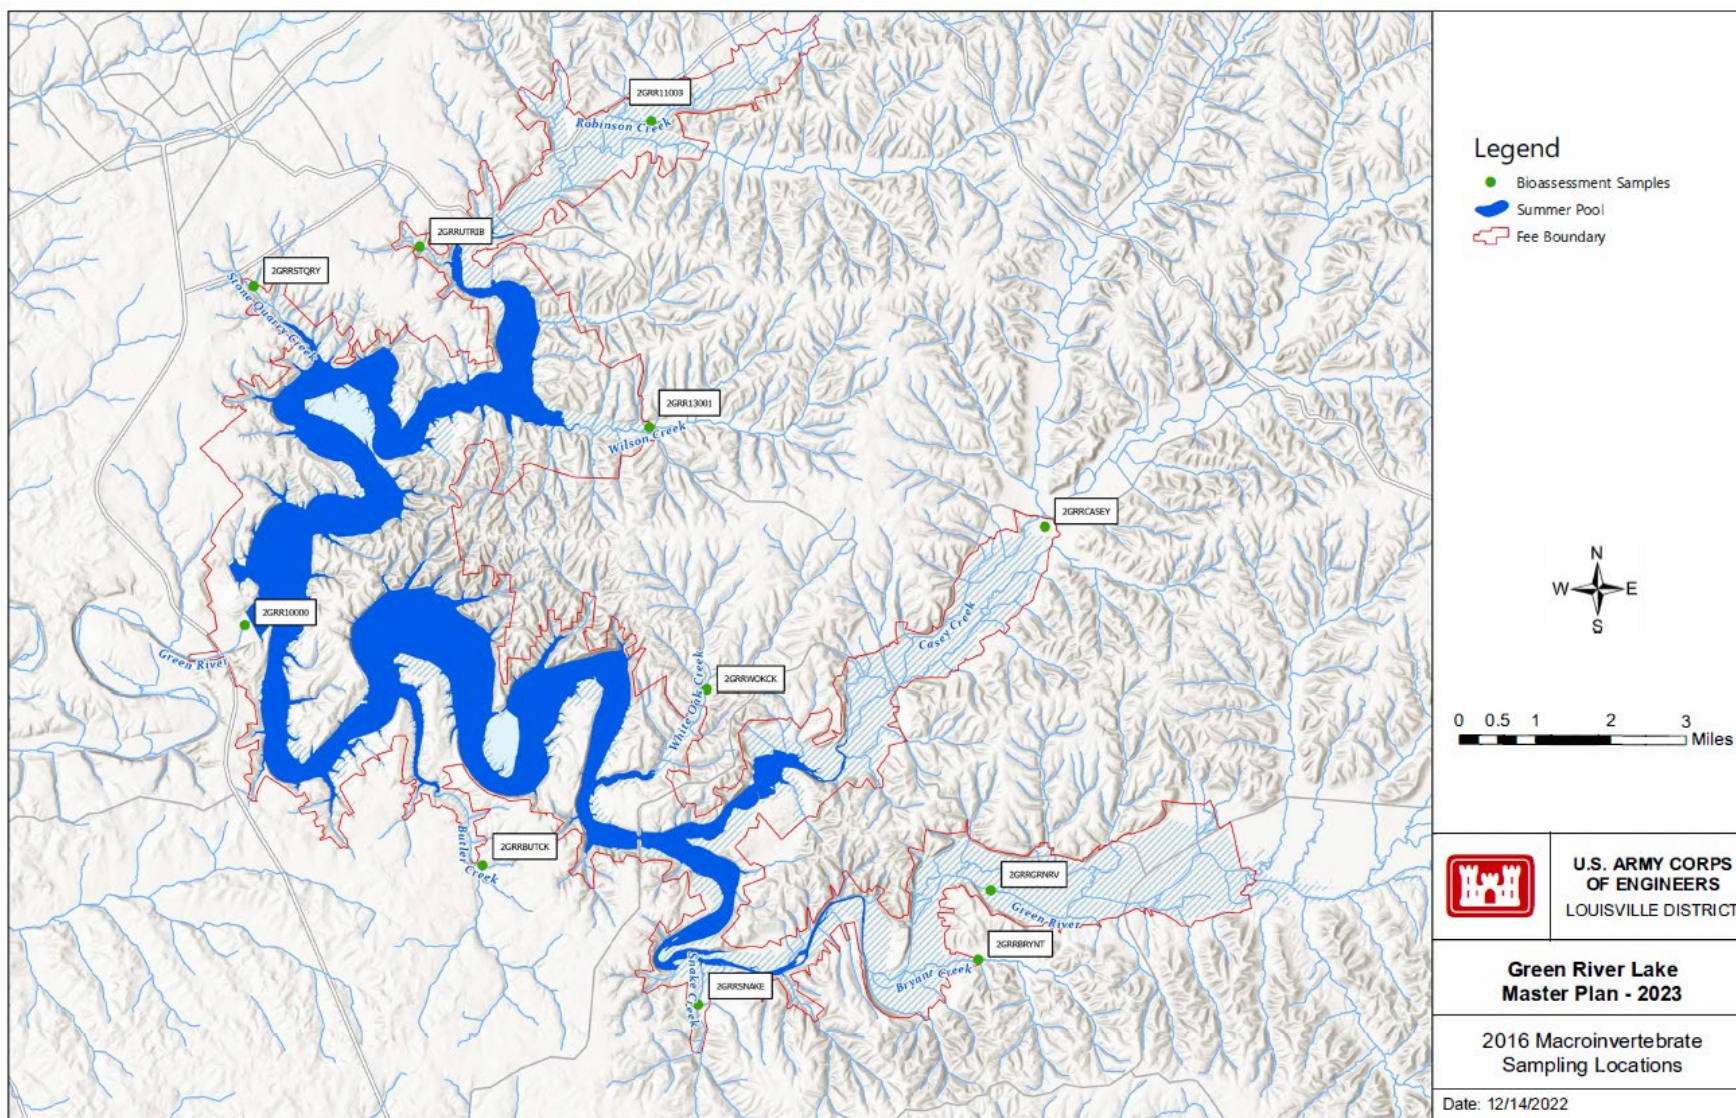 2GRR11003
Robinson Creek
2GRRUTRIB
2GRRSTQRY
Stone Quarry Creek
2GRR13001
Wilson Creek
2GRRCASEY
Casey Creek
2GRR10000
Green River
2GRRWOKCK
White Oak Creek
2GRRBUTCK
Butler Creek
2GRRGRNRV
Green River
2GRRBRYNT
Bryant Creek
2GRRSNAKE
Snake Creek
Legend
Bioassessment Samples
Summer Pool
Fee Boundary
N
W E
S
0 0.5 1 2 3
Miles
U.S. ARMY CORPS
OF ENGINEERS
LOUISVILLE DISTRICT
Green River Lake
Master Plan - 2023
2016 Macroinvertebrate
Sampling Locations
Date: 12/14/2022